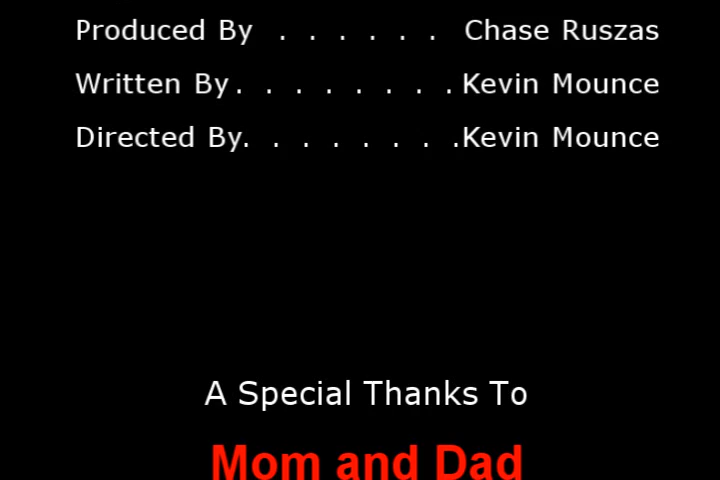 Produced By . . . . . . Chase Ruszas
Written By . . . . . . . . Kevin Mounce
Directed By. . . . . . . . .Kevin Mounce
A Special Thanks To
Mom and Dad